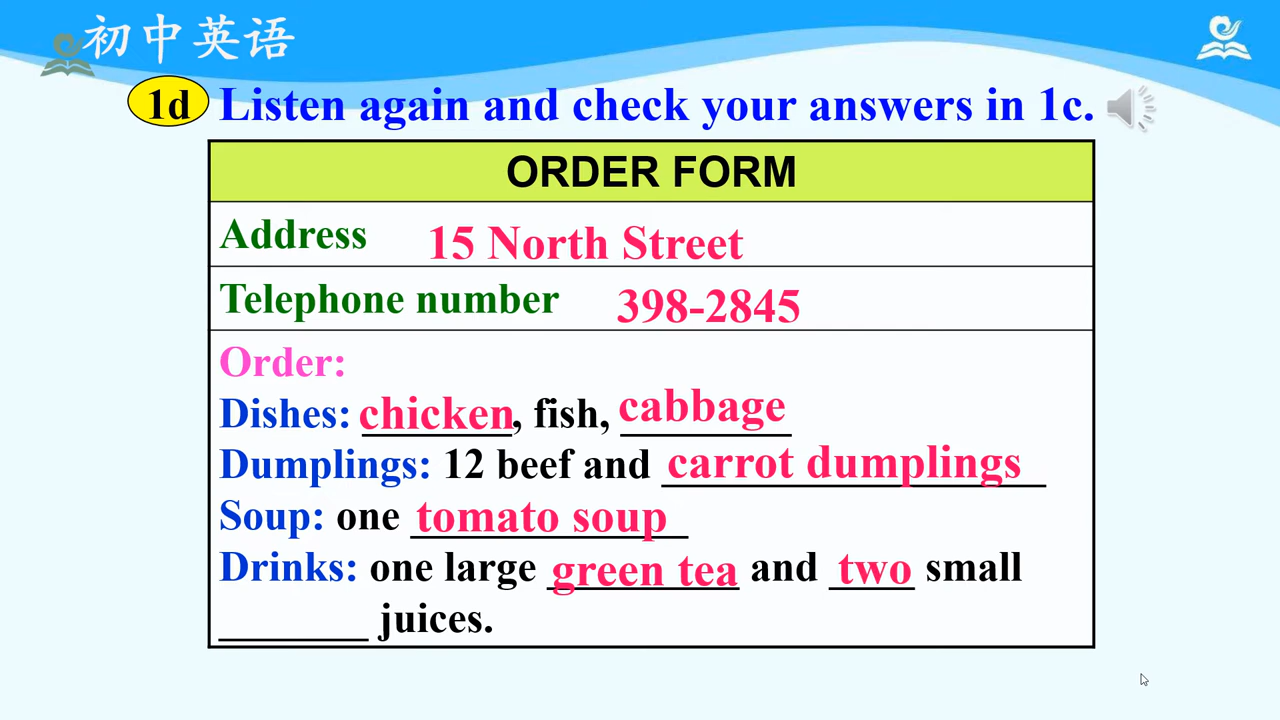 初中英语
1d Listen again and check your answers in 1c.
ORDER FORM
Address 15 North Street
Telephone number 398-2845
Order:
Dishes: chicken, fish, cabbage
Dumplings: 12 beef and carrot dumplings
Soup: one tomato soup
Drinks: one large green tea and two small
_______ juices.